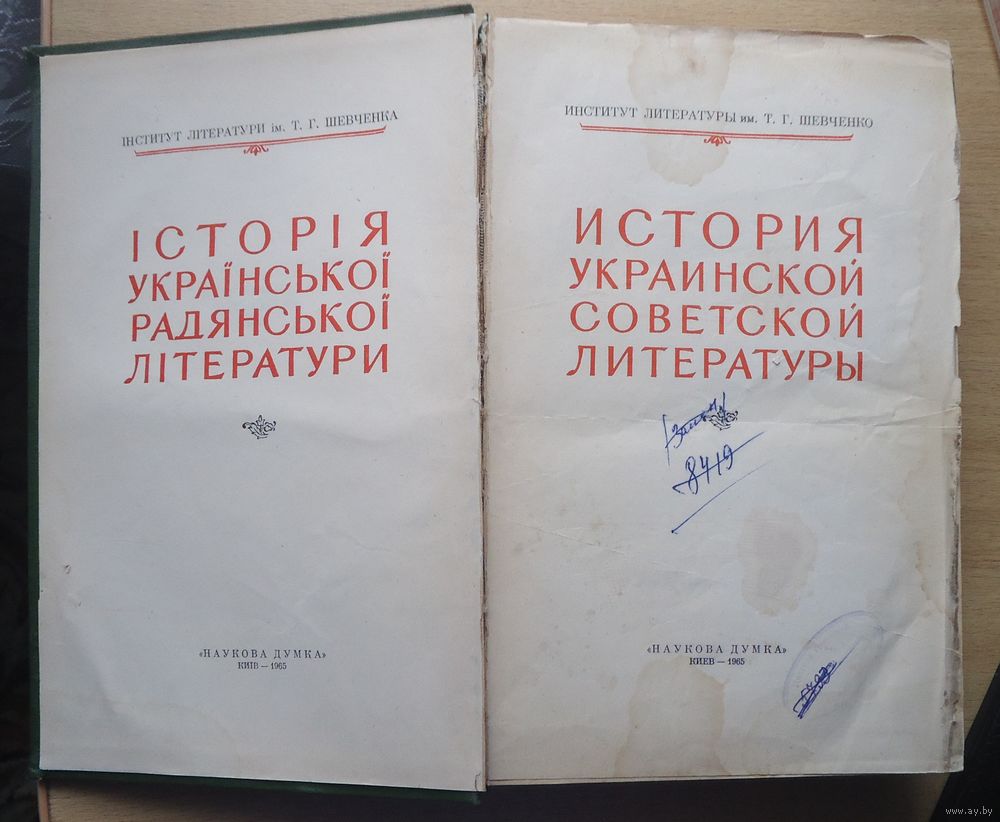 ІНСТИТУТ ЛІТЕРАТУРИ ім. Т. Г. ШЕВЧЕНКА
ІСТОРІЯ
УКРАЇНСЬКОЇ
РАДЯНСЬКОЇ
ЛІТЕРАТУРИ
«НАУКОВА ДУМКА»
КИЇВ — 1965
ИНСТИТУТ ЛИТЕРАТУРЫ им. Т. Г. ШЕВЧЕНКО
ИСТОРИЯ
УКРАИНСКОЙ
СОВЕТСКОЙ
ЛИТЕРАТУРЫ
8419
«НАУКОВА ДУМКА»
КИЕВ — 1965
www.ay.by